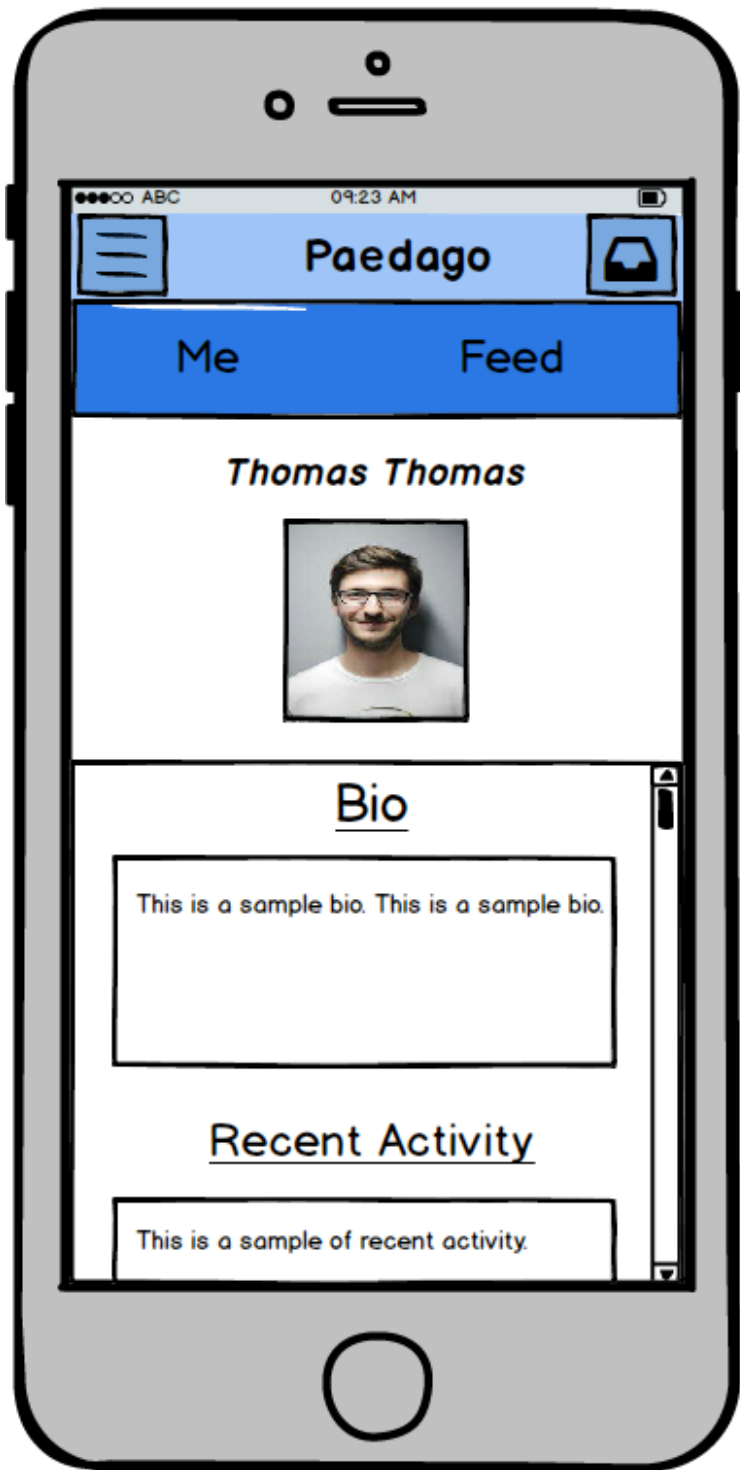 ABC 09:23 AM
Paedago
Me Feed
Thomas Thomas
Bio
This is a sample bio. This is a sample bio.
Recent Activity
This is a sample of recent activity.